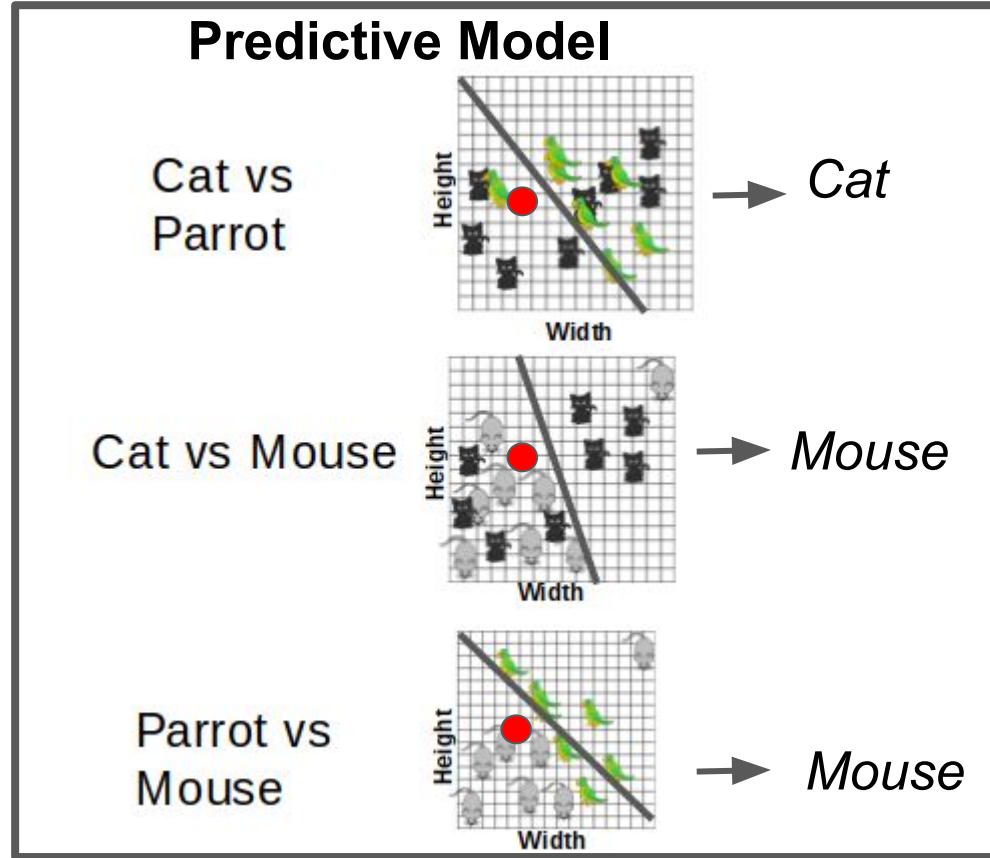 Predictive Model
Cat vs
Parrot
Height
Width
Cat
Cat vs Mouse
Height
Width
Mouse
Parrot vs
Mouse
Height
Width
Mouse